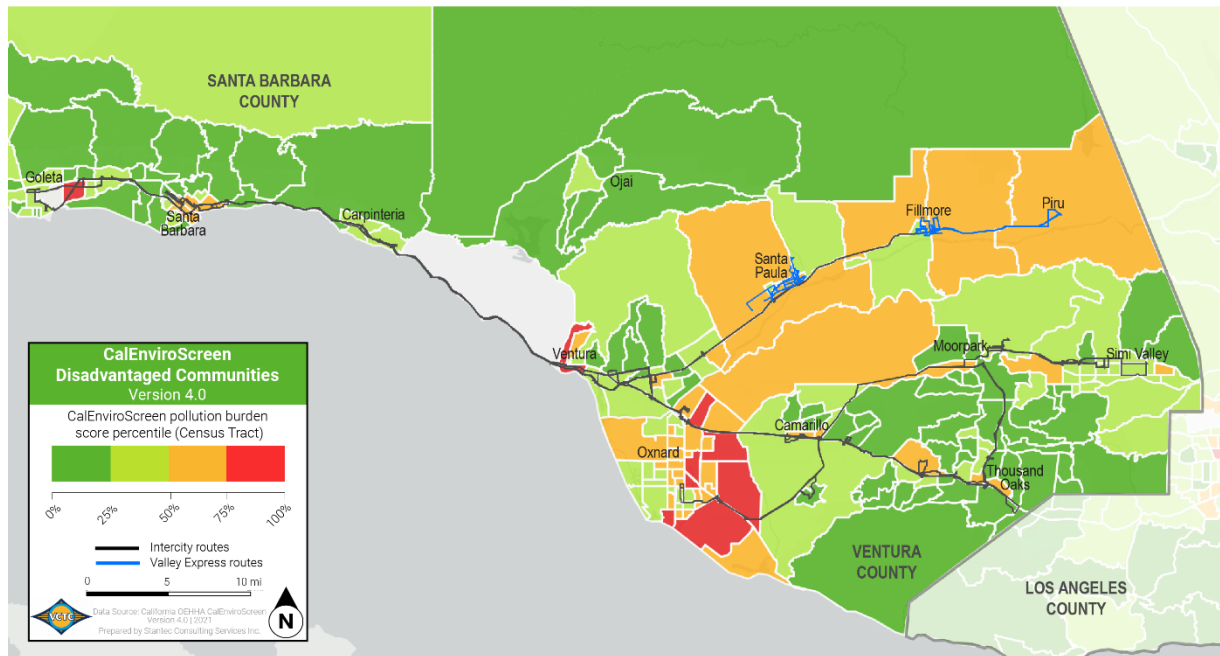 SANTA BARBARA
COUNTY
Goleta
Santa
Barbara
Carpinteria
Ojai
Fillmore
Piru
Santa
Paula
Ventura
Moorpark
Simi Valley
Camarillo
Oxnard
Thousand
Oaks
VENTURA
COUNTY
LOS ANGELES
COUNTY
CalEnviroScreen
Disadvantaged Communities
Version 4.0
CalEnviroScreen pollution burden
score percentile (Census Tract)
0% 25% 50% 75% 100%
Intercity routes
Valley Express routes
0 5 10 mi
VCTC
Data Source: California OEHHA CalEnviroScreen
Version 4.0 | 2021
Prepared by Stantec Consulting Services Inc.
N